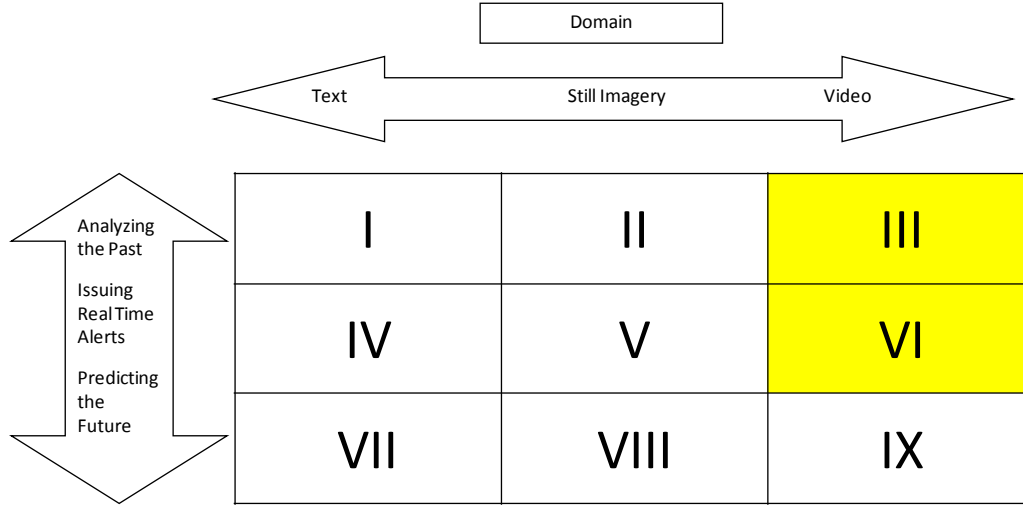 Domain
Text Still Imagery Video
Analyzing
the Past
Issuing
Real Time
Alerts
Predicting
the
Future
I II III
IV V VI
VII VIII IX